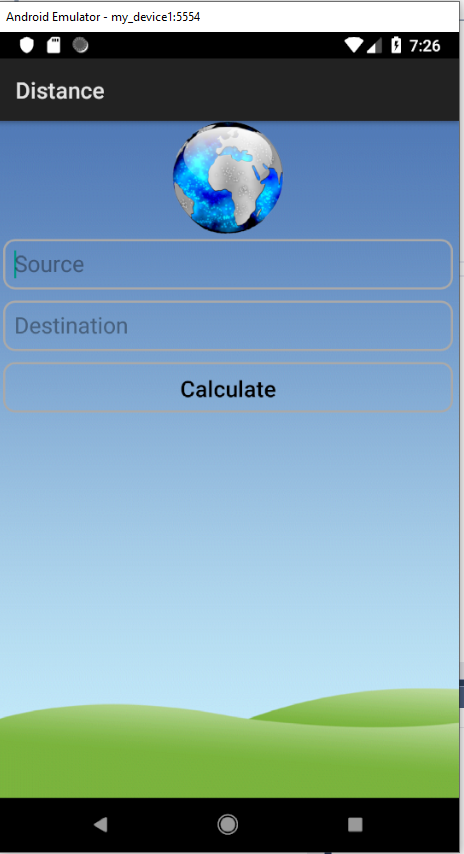 Android Emulator - my_device1:5554
7:26
Distance
Source
Destination
Calculate